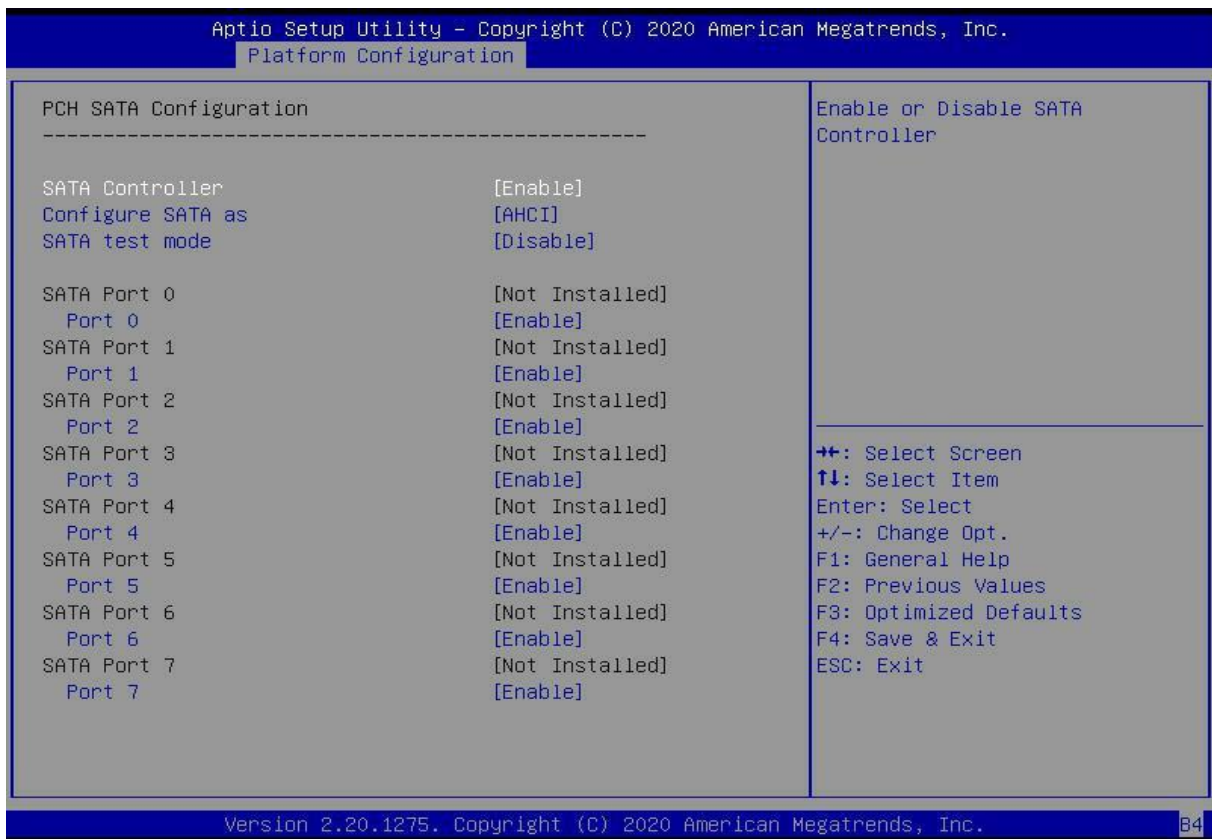 Aptio Setup Utility – Copyright (C) 2020 American Megatrends, Inc.
Platform Configuration
PCH SATA Configuration
--------------------------------------------------
SATA Controller [Enable]
Configure SATA as [AHCI]
SATA test mode [Disable]
SATA Port 0 [Not Installed]
Port 0 [Enable]
SATA Port 1 [Not Installed]
Port 1 [Enable]
SATA Port 2 [Not Installed]
Port 2 [Enable]
SATA Port 3 [Not Installed]
Port 3 [Enable]
SATA Port 4 [Not Installed]
Port 4 [Enable]
SATA Port 5 [Not Installed]
Port 5 [Enable]
SATA Port 6 [Not Installed]
Port 6 [Enable]
SATA Port 7 [Not Installed]
Port 7 [Enable]
Enable or Disable SATA
Controller
→←: Select Screen
↑↓: Select Item
Enter: Select
+/-: Change Opt.
F1: General Help
F2: Previous Values
F3: Optimized Defaults
F4: Save & Exit
ESC: Exit
Version 2.20.1275. Copyright (C) 2020 American Megatrends, Inc.
B4